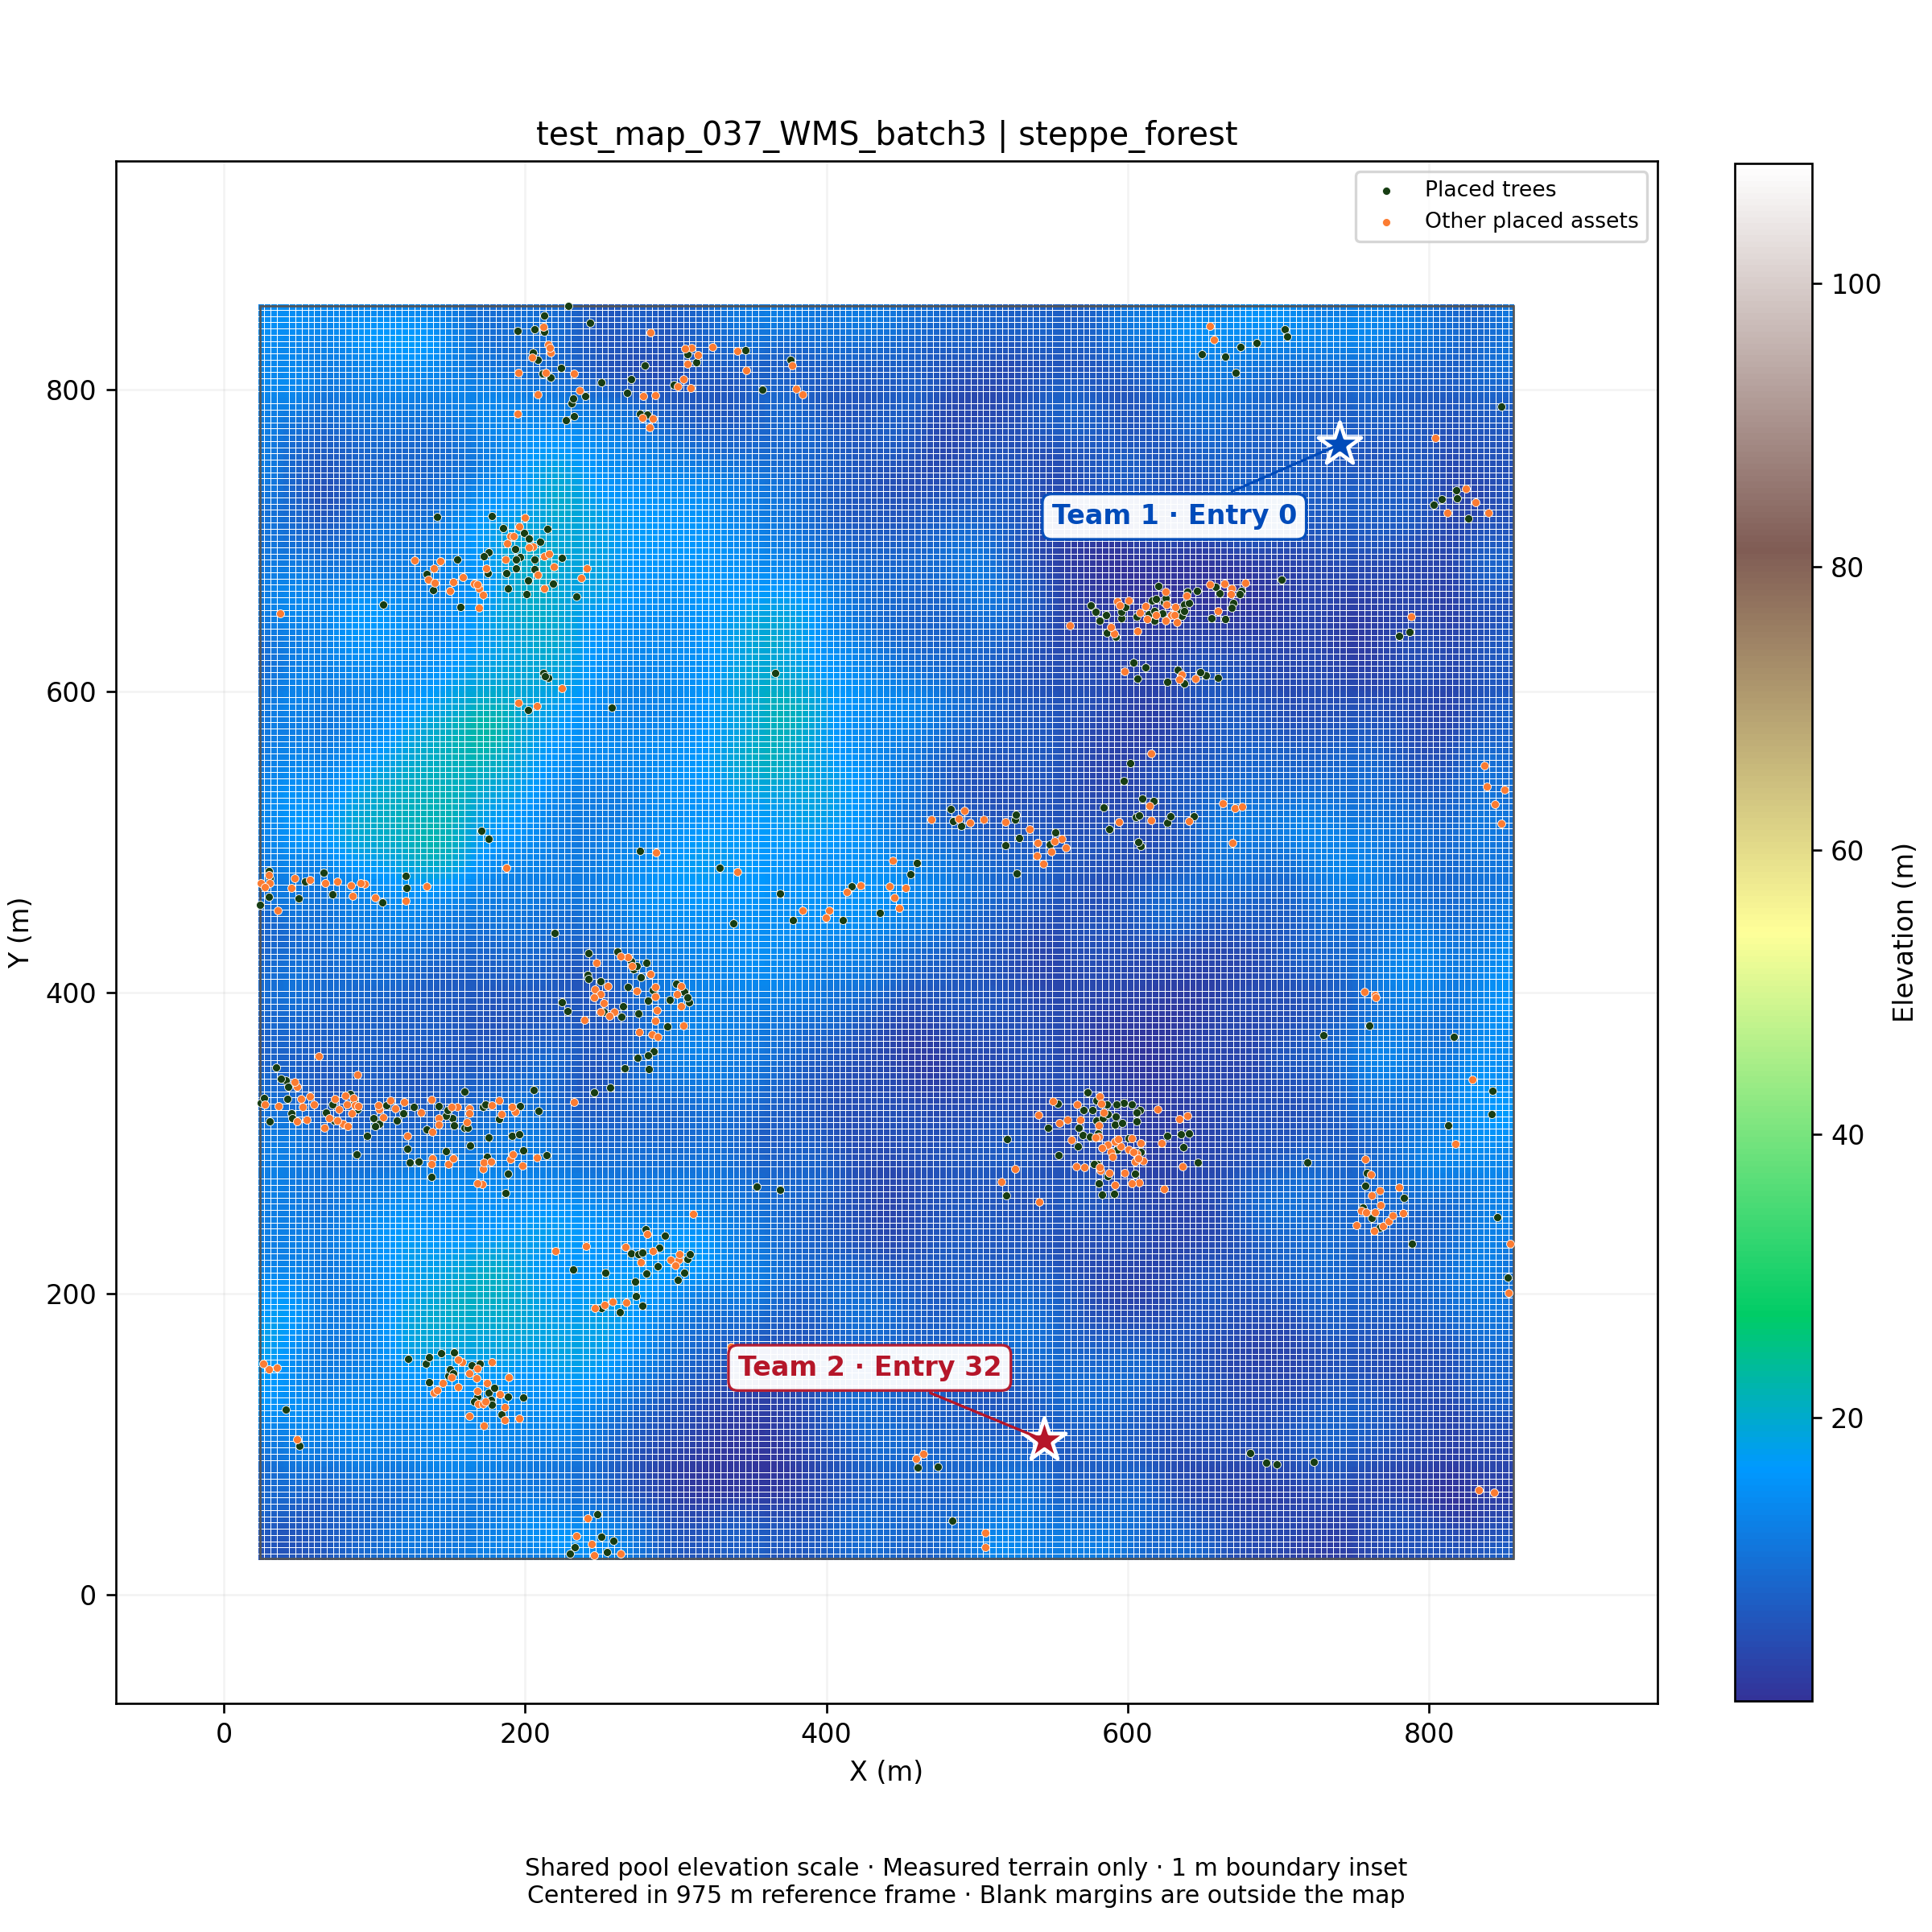 test_map_037_WMS_batch3 | steppe_forest
Placed trees
Other placed assets
Team 1 · Entry 0
Team 2 · Entry 32
800
600
400
200
0
Y (m)
0
200
400
600
800
X (m)
100
80
60
40
20
Elevation (m)
Shared pool elevation scale · Measured terrain only · 1 m boundary inset
Centered in 975 m reference frame · Blank margins are outside the map